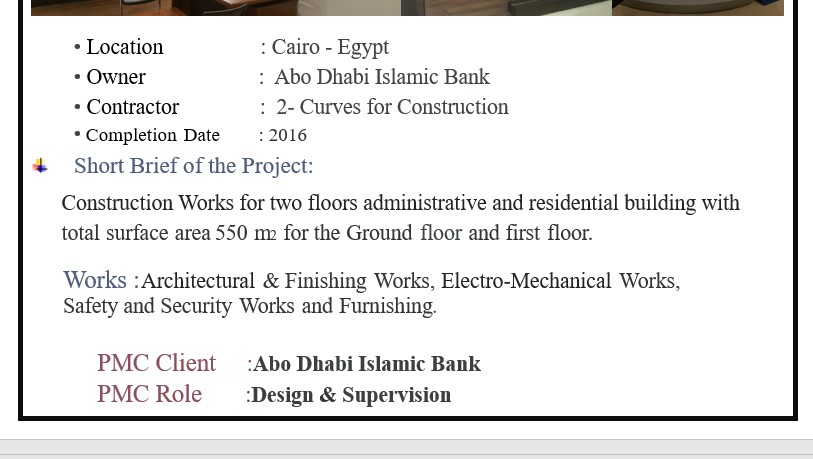 • Location : Cairo - Egypt
• Owner : Abo Dhabi Islamic Bank
• Contractor : 2- Curves for Construction
• Completion Date : 2016
Short Brief of the Project:
Construction Works for two floors administrative and residential building with
total surface area 550 m2 for the Ground floor and first floor.
Works :Architectural & Finishing Works, Electro-Mechanical Works,
Safety and Security Works and Furnishing.
PMC Client :Abo Dhabi Islamic Bank
PMC Role :Design & Supervision